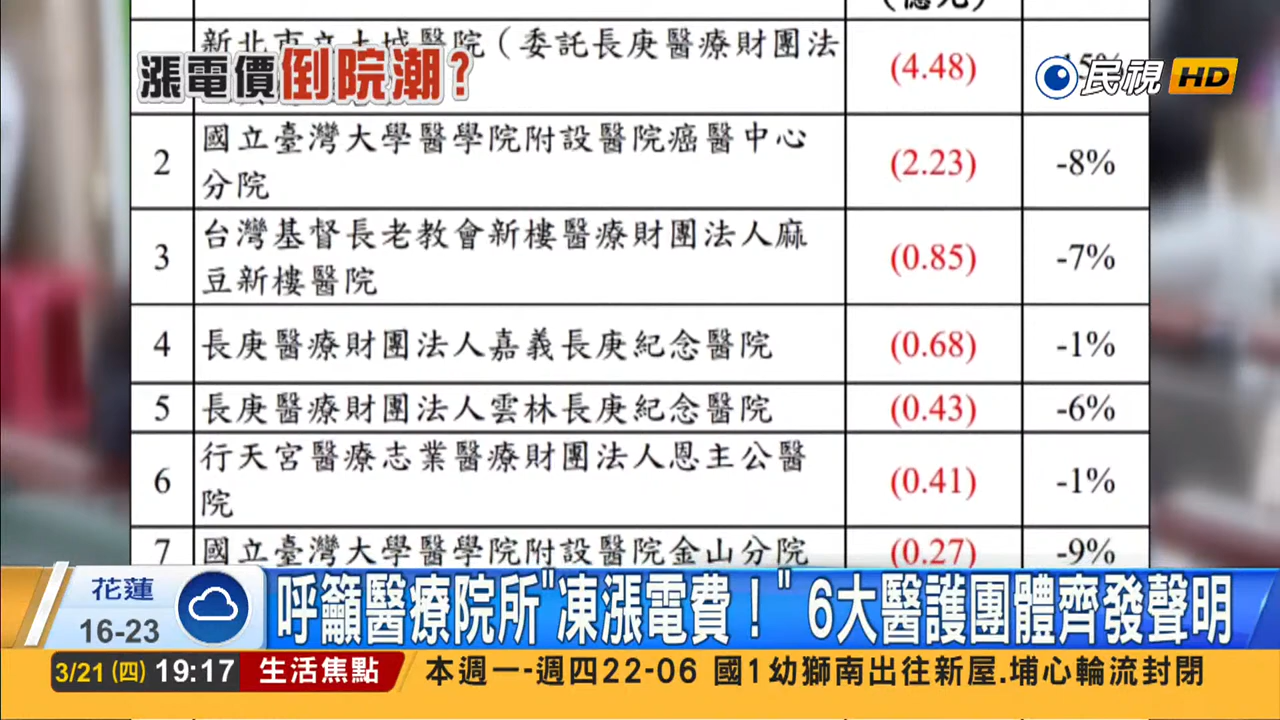 新北市立土城醫院（委託長庚醫療財團法
(4.48)
漲電價倒院潮？
民視HD
2
國立臺灣大學醫學院附設醫院癌醫中心
分院
(2.23)
-8%
3
台灣基督長老教會新樓醫療財團法人麻
豆新樓醫院
(0.85)
-7%
4
長庚醫療財團法人嘉義長庚紀念醫院
(0.68)
-1%
5
長庚醫療財團法人雲林長庚紀念醫院
(0.43)
-6%
6
行天宮醫療志業醫療財團法人恩主公醫
院
(0.41)
-1%
7
國立臺灣大學醫學院附設醫院金山分院
(0.27)
-9%
花蓮
16-23
呼籲醫療院所"凍漲電費！" 6大醫護團體齊發聲明
3/21(四) 19:17 生活焦點 本週一-週四22-06 國1幼獅南出往新屋.埔心輪流封閉